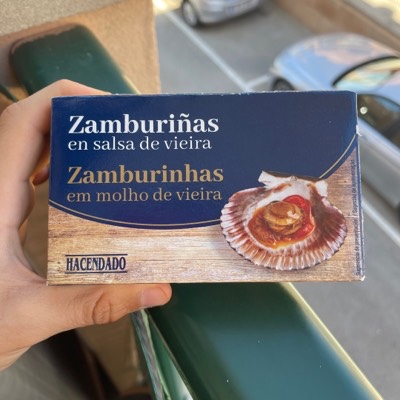 Zamburiñas
en salsa de vieira
Zamburinhas
em molho de vieira
HACENDADO